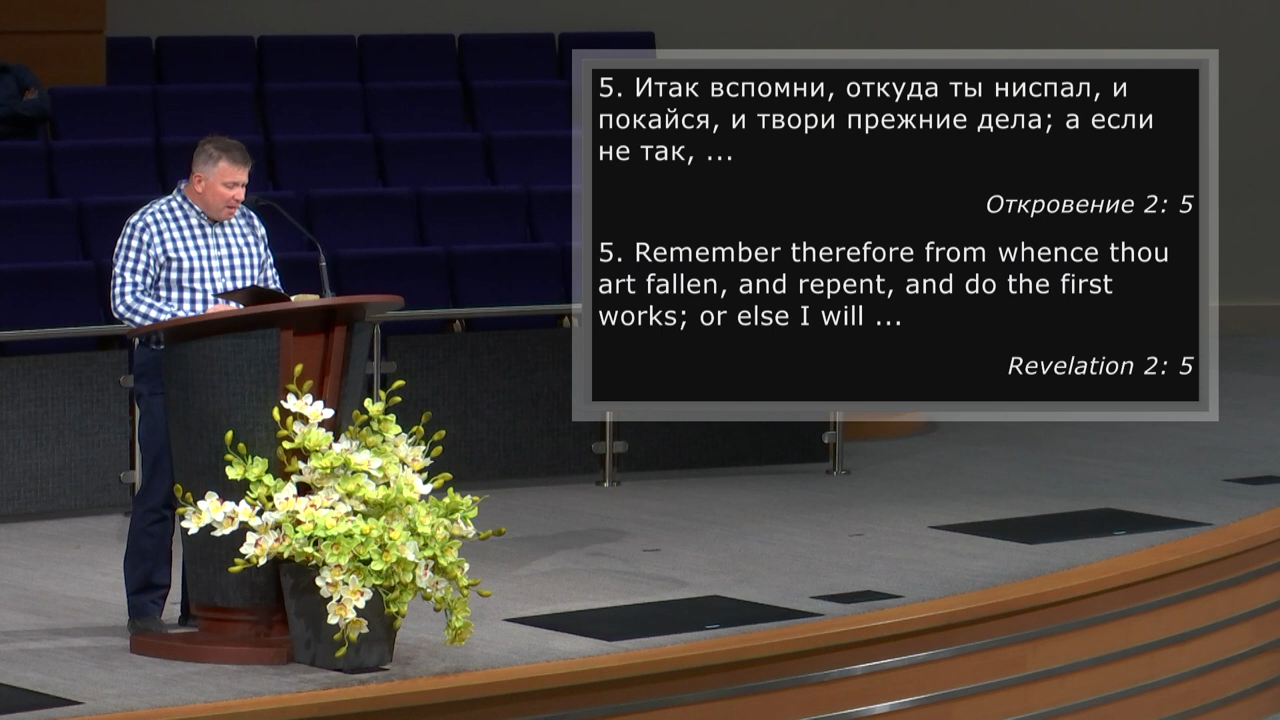 5. Итак вспомни, откуда ты ниспал, и
покайся, и твори прежние дела; а если
не так, ...
Откровение 2: 5
5. Remember therefore from whence thou
art fallen, and repent, and do the first
works; or else I will ...
Revelation 2: 5